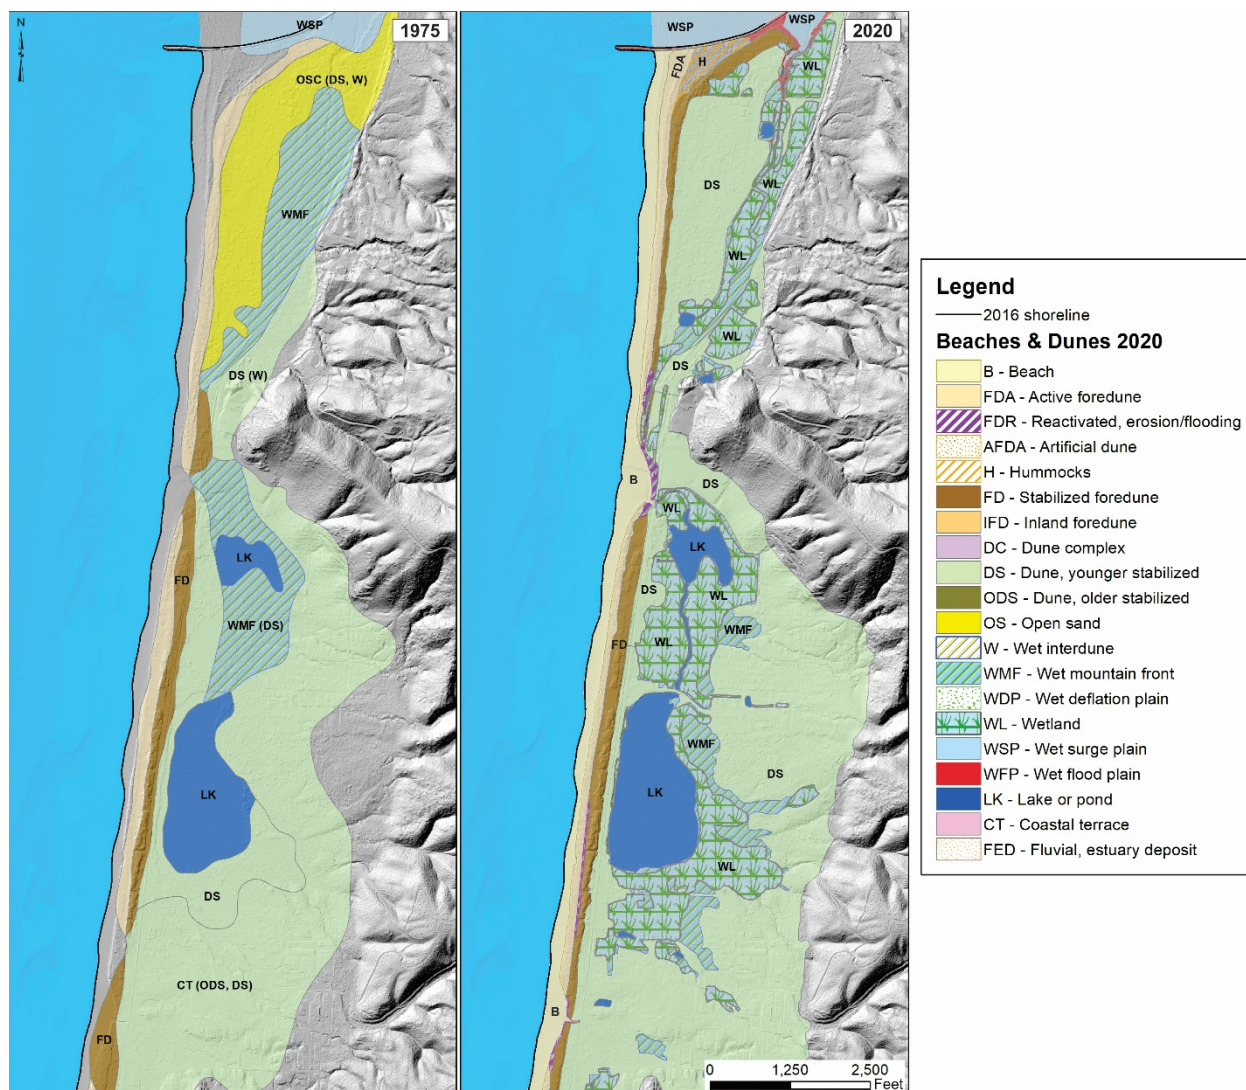 N
WSP
1975
OSC (DS, W)
WMF
DS (W)
LK
FD
WMF (DS)
LK
DS
CT (ODS, DS)
FD
WSP
WSP
2020
FDA
H
WL
DS
WL
WL
WL
DS
DS
B
WL
LK
DS
WL
WL
WMF
FD
WMF
DS
LK
WL
B
0 1,250 2,500
Feet
Legend
2016 shoreline
Beaches & Dunes 2020
B - Beach
FDA - Active foredune
FDR - Reactivated, erosion/flooding
AFDA - Artificial dune
H - Hummocks
FD - Stabilized foredune
IFD - Inland foredune
DC - Dune complex
DS - Dune, younger stabilized
ODS - Dune, older stabilized
OS - Open sand
W - Wet interdune
WMF - Wet mountain front
WDP - Wet deflation plain
WL - Wetland
WSP - Wet surge plain
WFP - Wet flood plain
LK - Lake or pond
CT - Coastal terrace
FED - Fluvial, estuary deposit